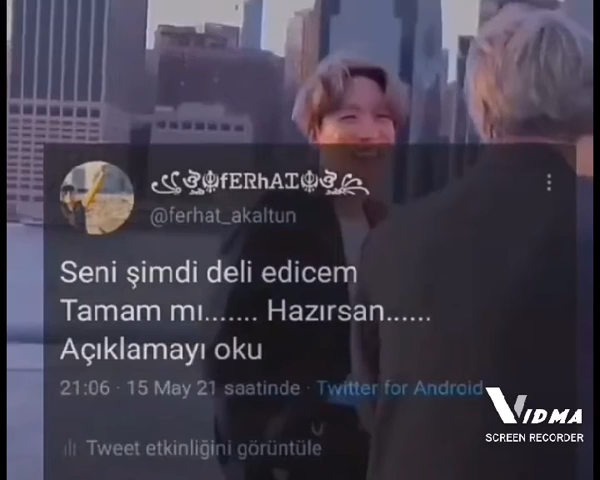 fERhAT
@ferhat_akaltun
Seni şimdi deli edicem
Tamam mı....... Hazırsan......
Açıklamayı oku
21:06 · 15 May 21 saatinde · Twitter for Android
Tweet etkinliğini görüntüle
VIDMA
SCREEN RECORDER